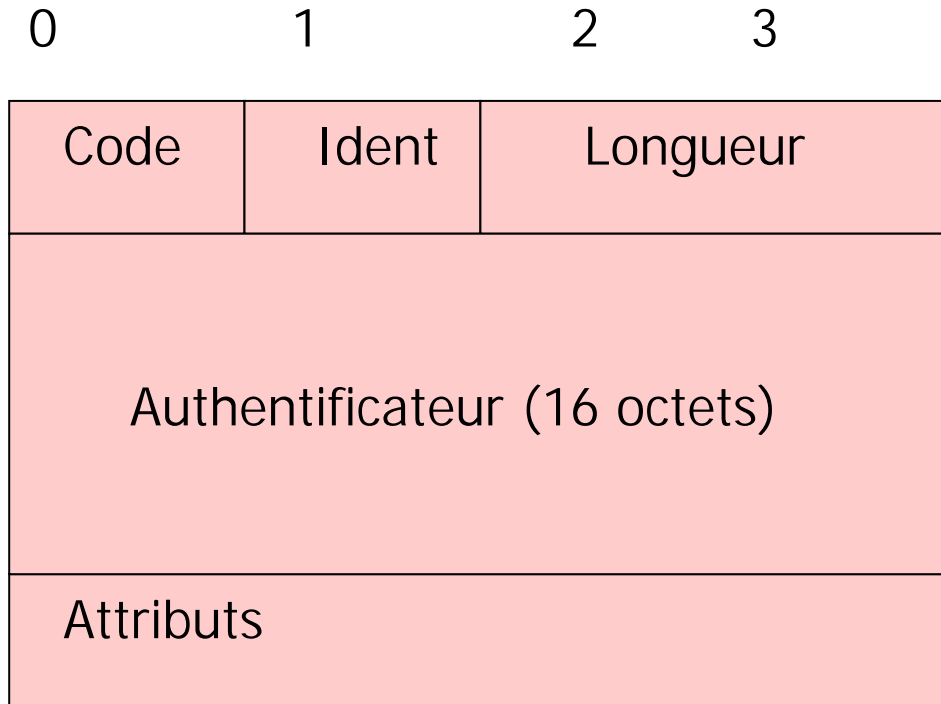 0 1 2 3
Code Ident Longueur
Authentificateur (16 octets)
Attributs